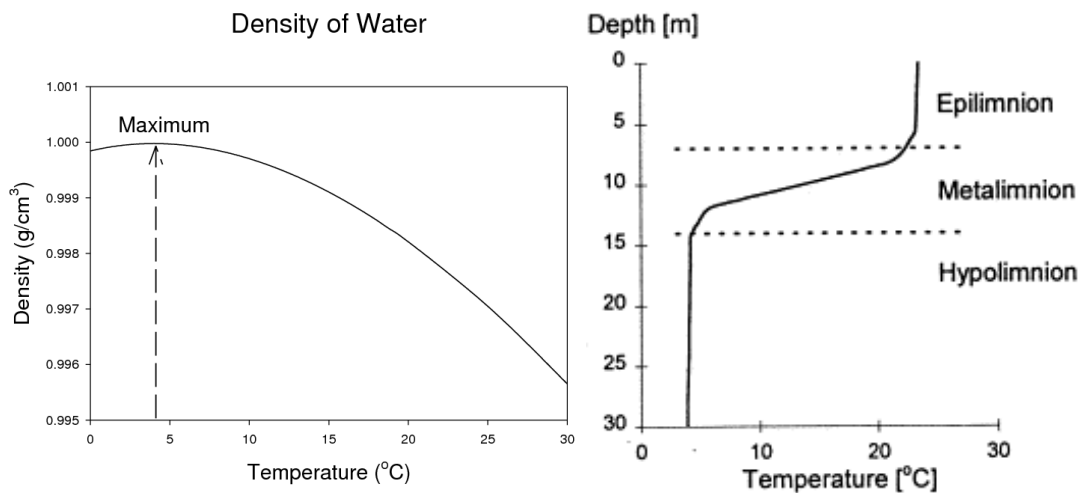 Density of Water
1.001
1.000
0.999
0.998
0.997
0.996
0.995
Density (g/cm³)
Maximum
0
5
10
15
20
25
30
Temperature (°C)
Depth [m]
0
5
10
15
20
25
30
Epilimnion
Metalimnion
Hypolimnion
0
10
20
30
Temperature [°C]